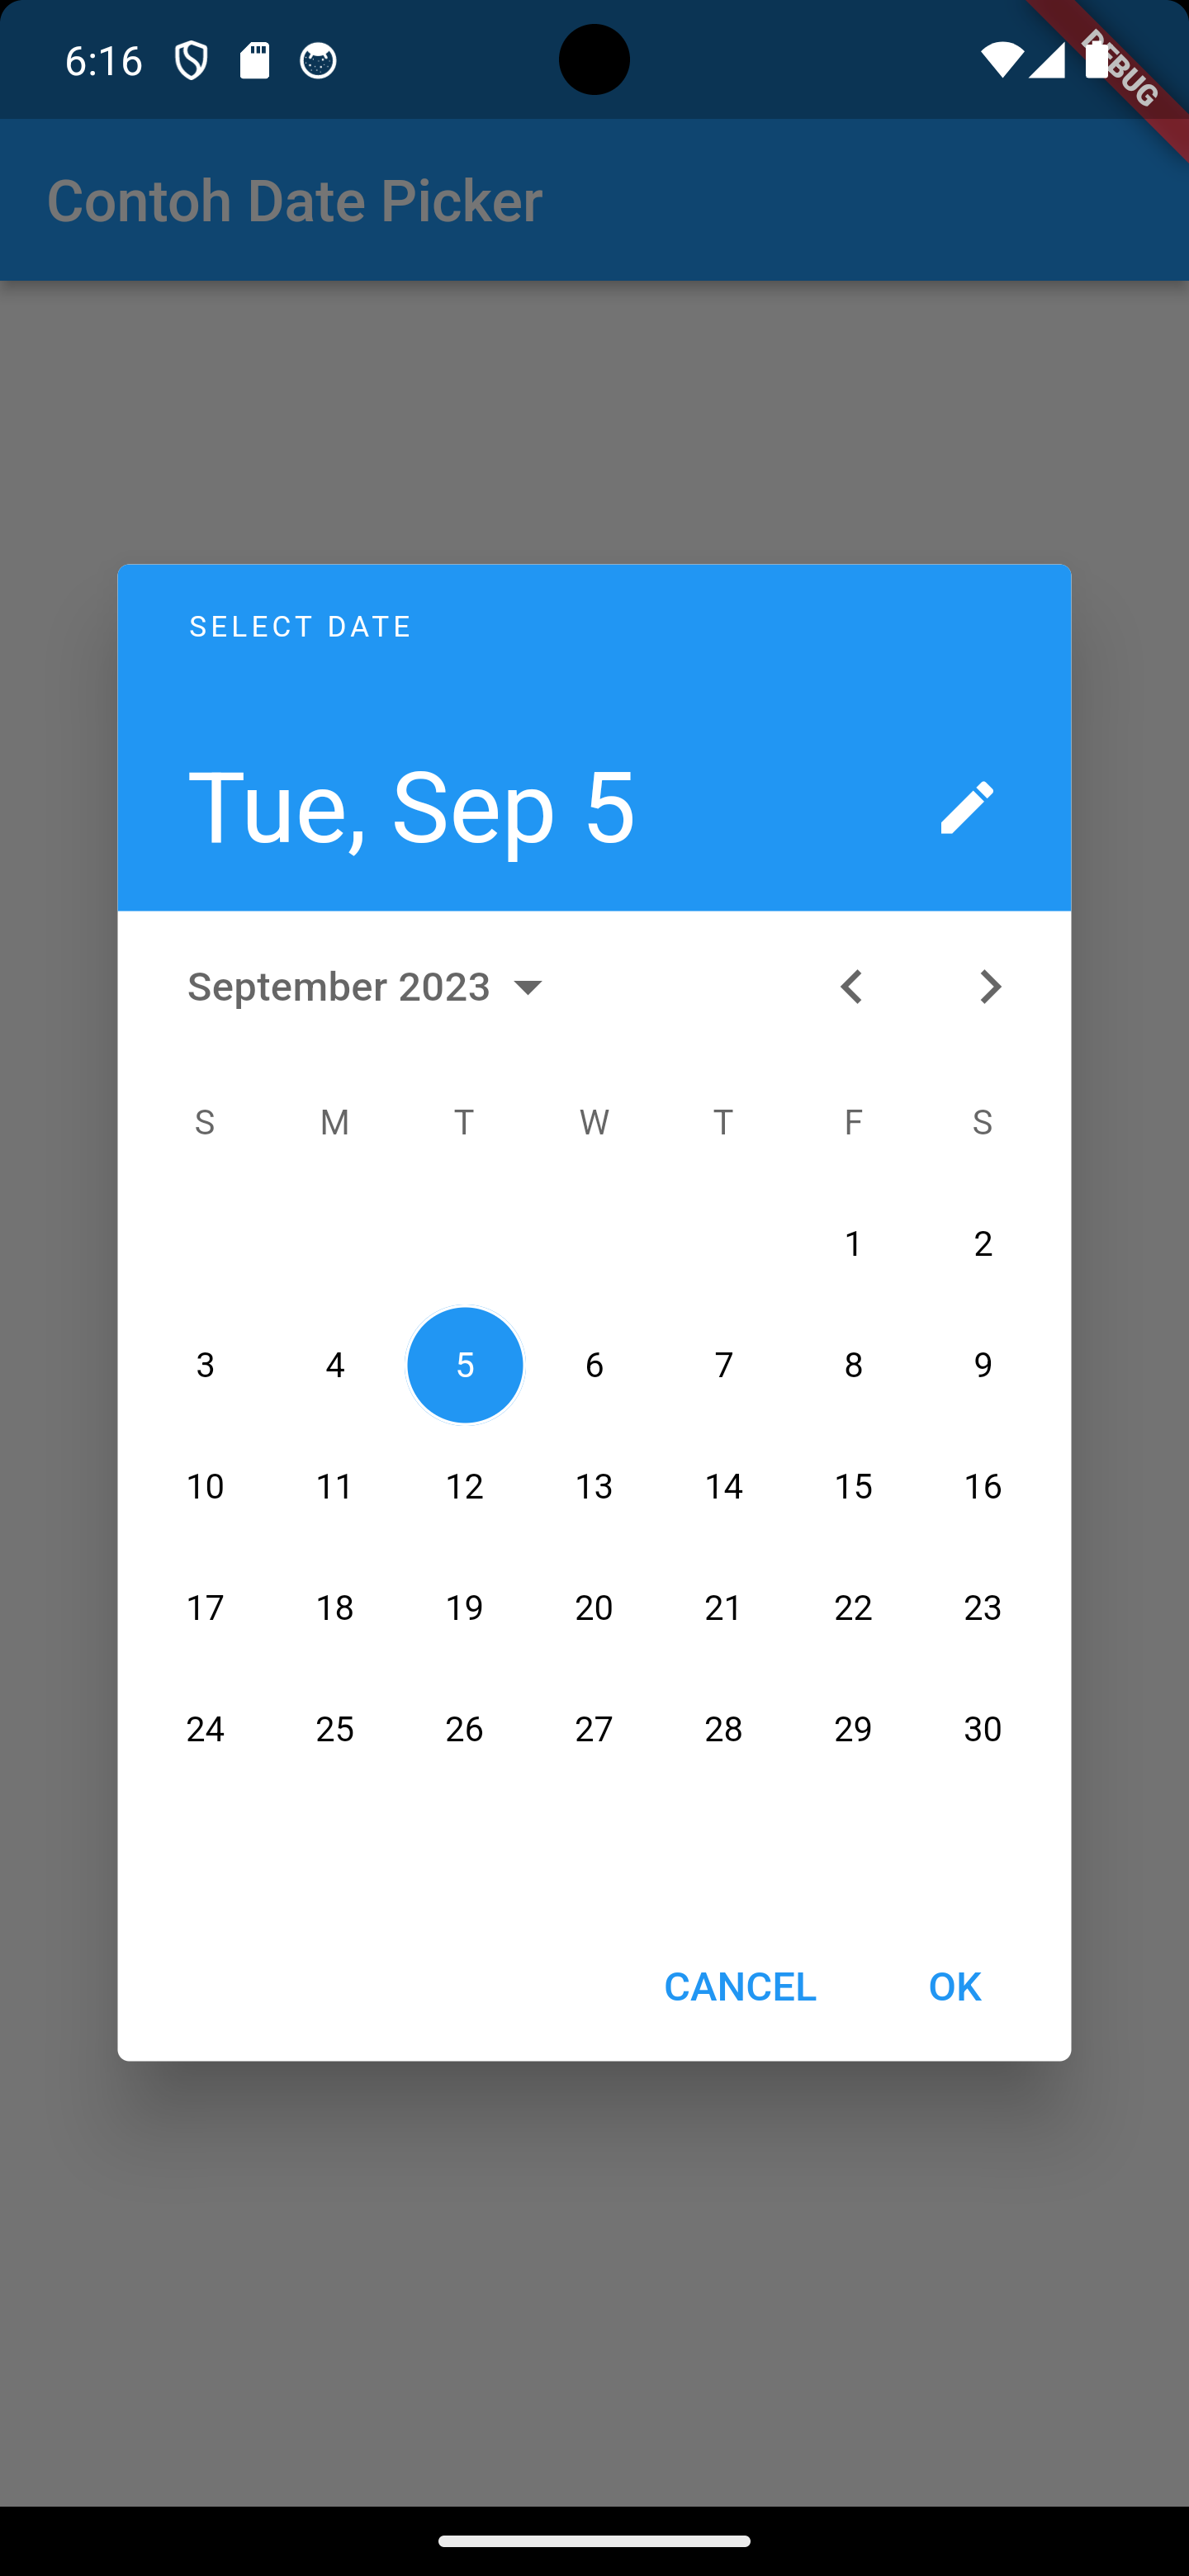 6:16
DEBUG
Contoh Date Picker
SELECT DATE
Tue, Sep 5
September 2023
S M T W T F S
1 2
3 4 5 6 7 8 9
10 11 12 13 14 15 16
17 18 19 20 21 22 23
24 25 26 27 28 29 30
CANCEL OK